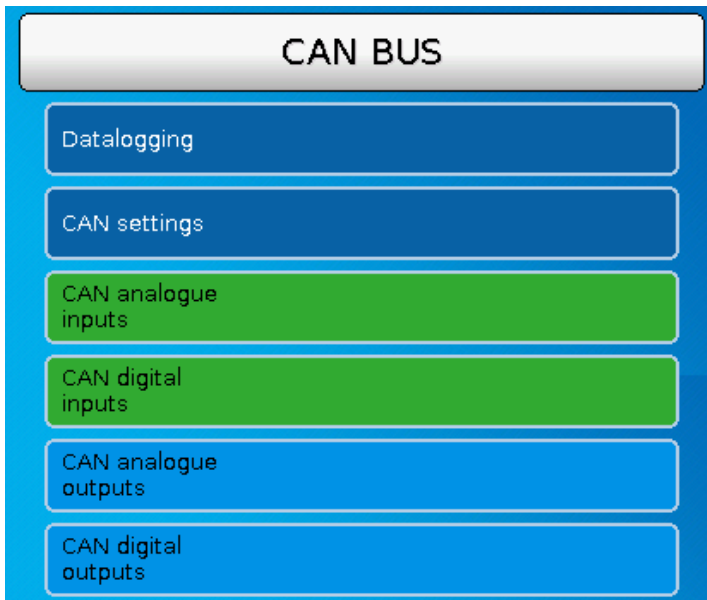 CAN BUS
Datalogging
CAN settings
CAN analogue
inputs
CAN digital
inputs
CAN analogue
outputs
CAN digital
outputs